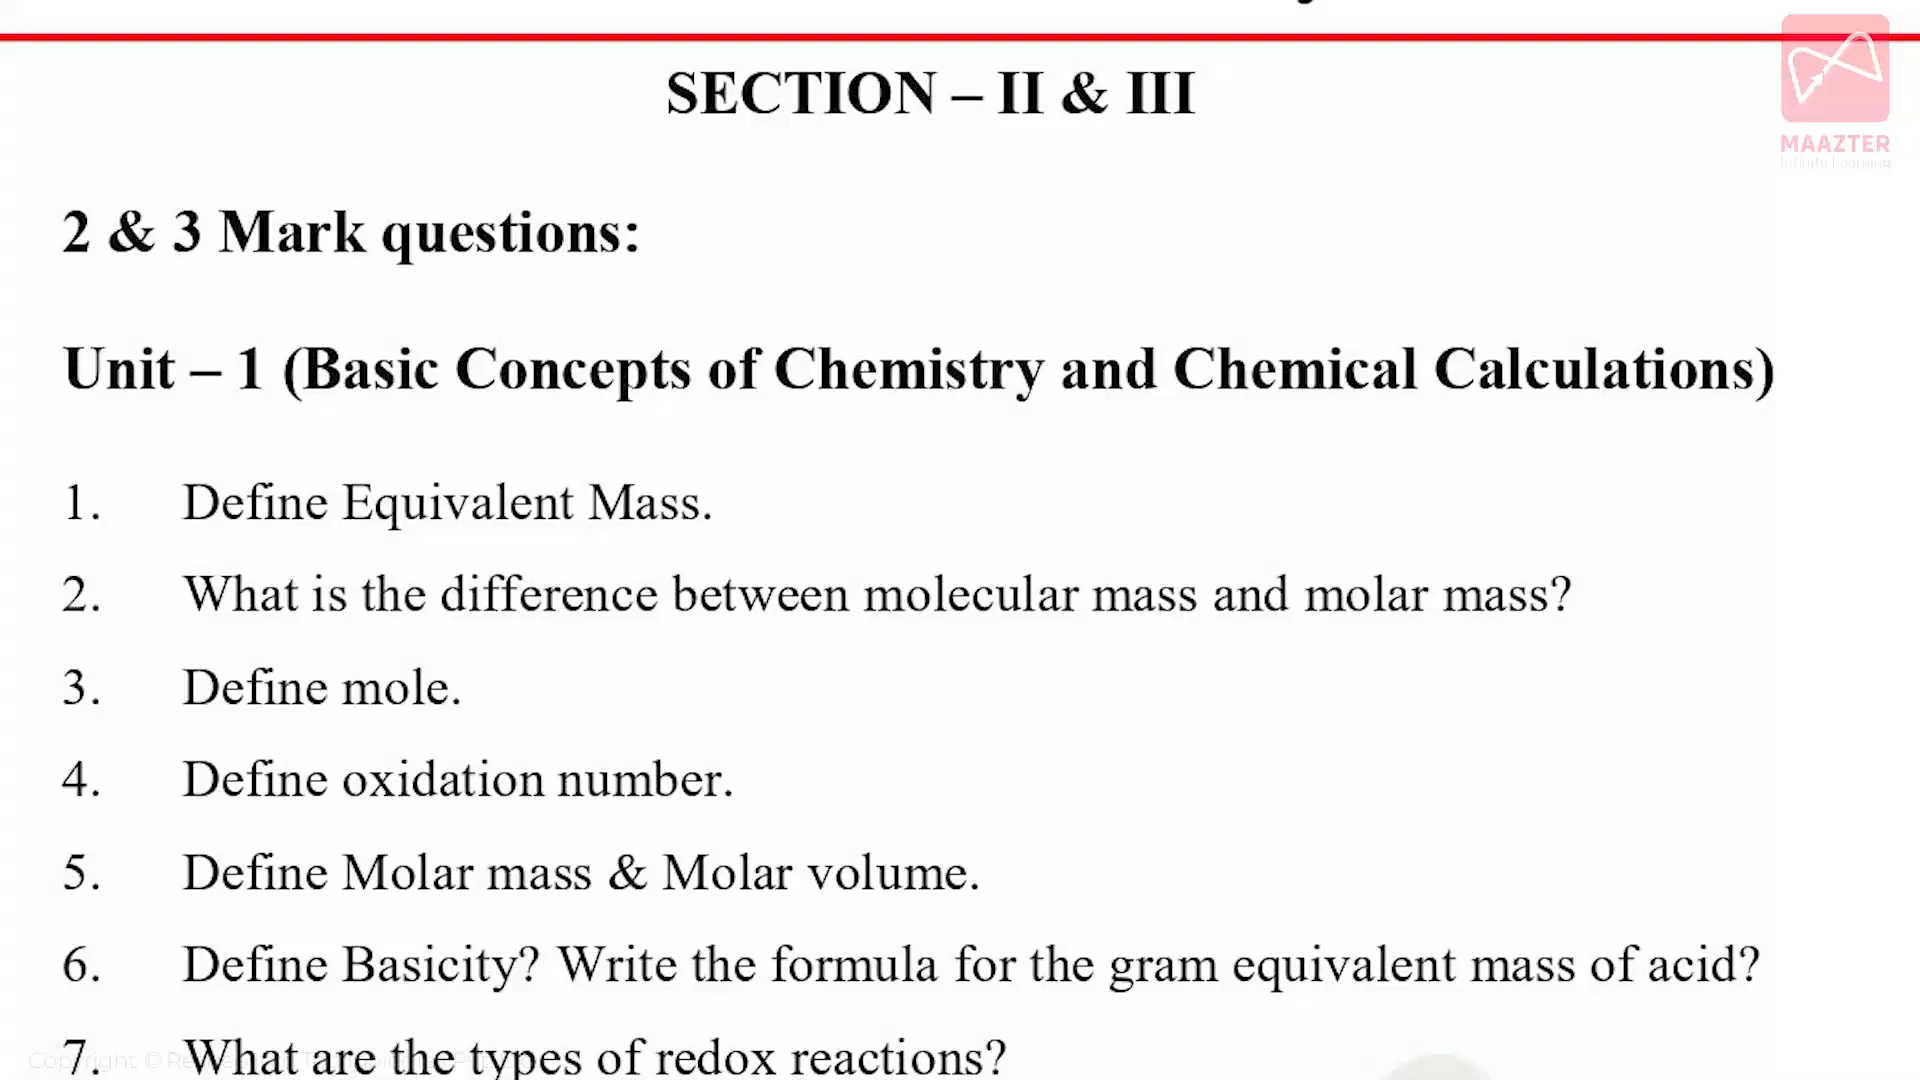 SECTION – II & III
MAAZTER
Infinite Learning
2 & 3 Mark questions:
Unit – 1 (Basic Concepts of Chemistry and Chemical Calculations)
1. Define Equivalent Mass.
2. What is the difference between molecular mass and molar mass?
3. Define mole.
4. Define oxidation number.
5. Define Molar mass & Molar volume.
6. Define Basicity? Write the formula for the gram equivalent mass of acid?
7. What are the types of redox reactions?
Copyright ©